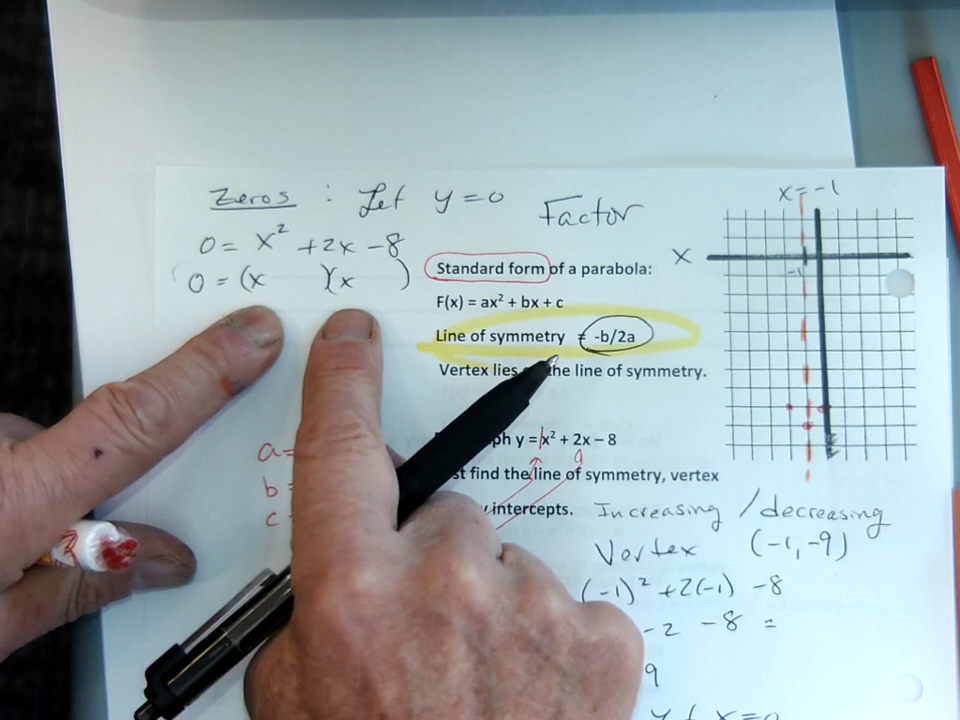 Zeros : Let y=0
Factor
x=-1
0 = x² +2x -8
0 = (x )(x )
X
-1
Standard form of a parabola:
F(x) = ax² + bx + c
Line of symmetry = -b/2a
Vertex lies the line of symmetry.
y = x² + 2x – 8
a
a=
find the line of symmetry, vertex
b =
intercepts.
c
Increasing / decreasing
Vertex (-1,-9)
(-1)² +2(-1) -8
-2 -8 =
9